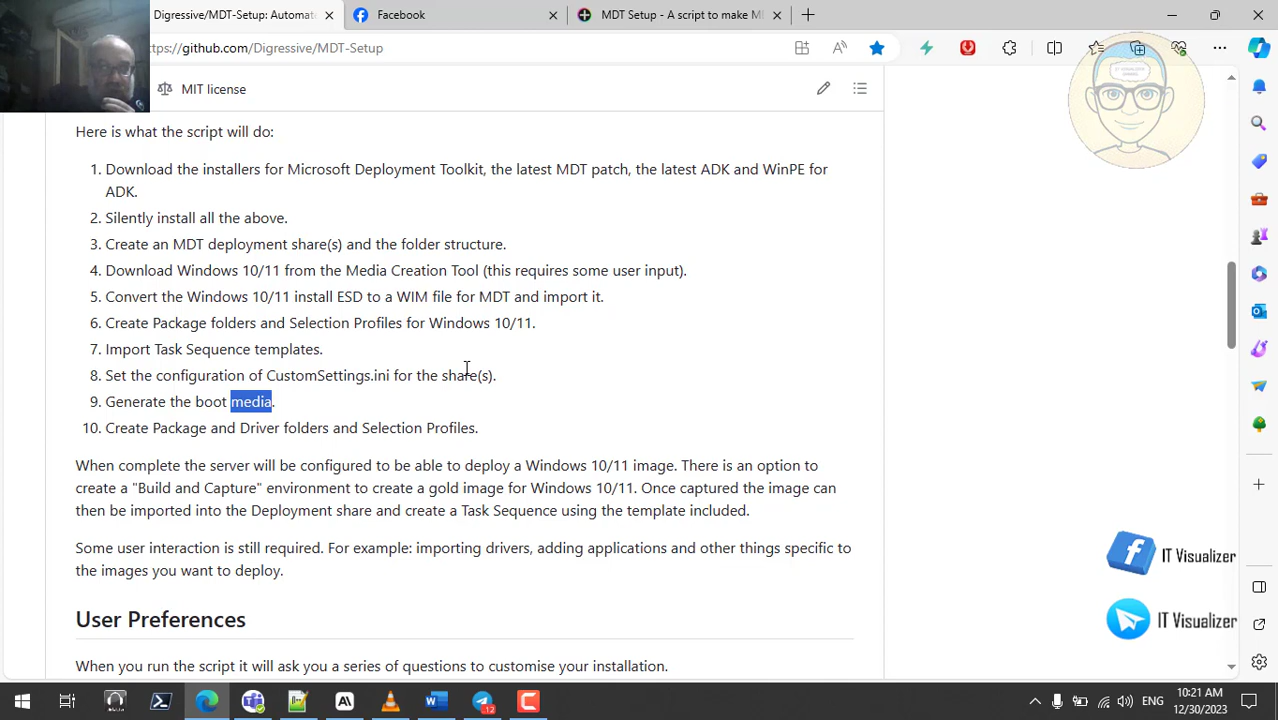 Digressive/MDT-Setup: Automate
Facebook
MDT Setup - A script to make M
ttps://github.com/Digressive/MDT-Setup
MIT license
Here is what the script will do:
1. Download the installers for Microsoft Deployment Toolkit, the latest MDT patch, the latest ADK and WinPE for
ADK.
2. Silently install all the above.
3. Create an MDT deployment share(s) and the folder structure.
4. Download Windows 10/11 from the Media Creation Tool (this requires some user input).
5. Convert the Windows 10/11 install ESD to a WIM file for MDT and import it.
6. Create Package folders and Selection Profiles for Windows 10/11.
7. Import Task Sequence templates.
8. Set the configuration of CustomSettings.ini for the share(s).
9. Generate the boot media.
10. Create Package and Driver folders and Selection Profiles.
When complete the server will be configured to be able to deploy a Windows 10/11 image. There is an option to
create a "Build and Capture" environment to create a gold image for Windows 10/11. Once captured the image can
then be imported into the Deployment share and create a Task Sequence using the template included.
Some user interaction is still required. For example: importing drivers, adding applications and other things specific to
the images you want to deploy.
User Preferences
When you run the script it will ask you a series of questions to customise your installation.
IT Visualizer
IT Visualizer
12
ENG
10:21 AM
12/30/2023